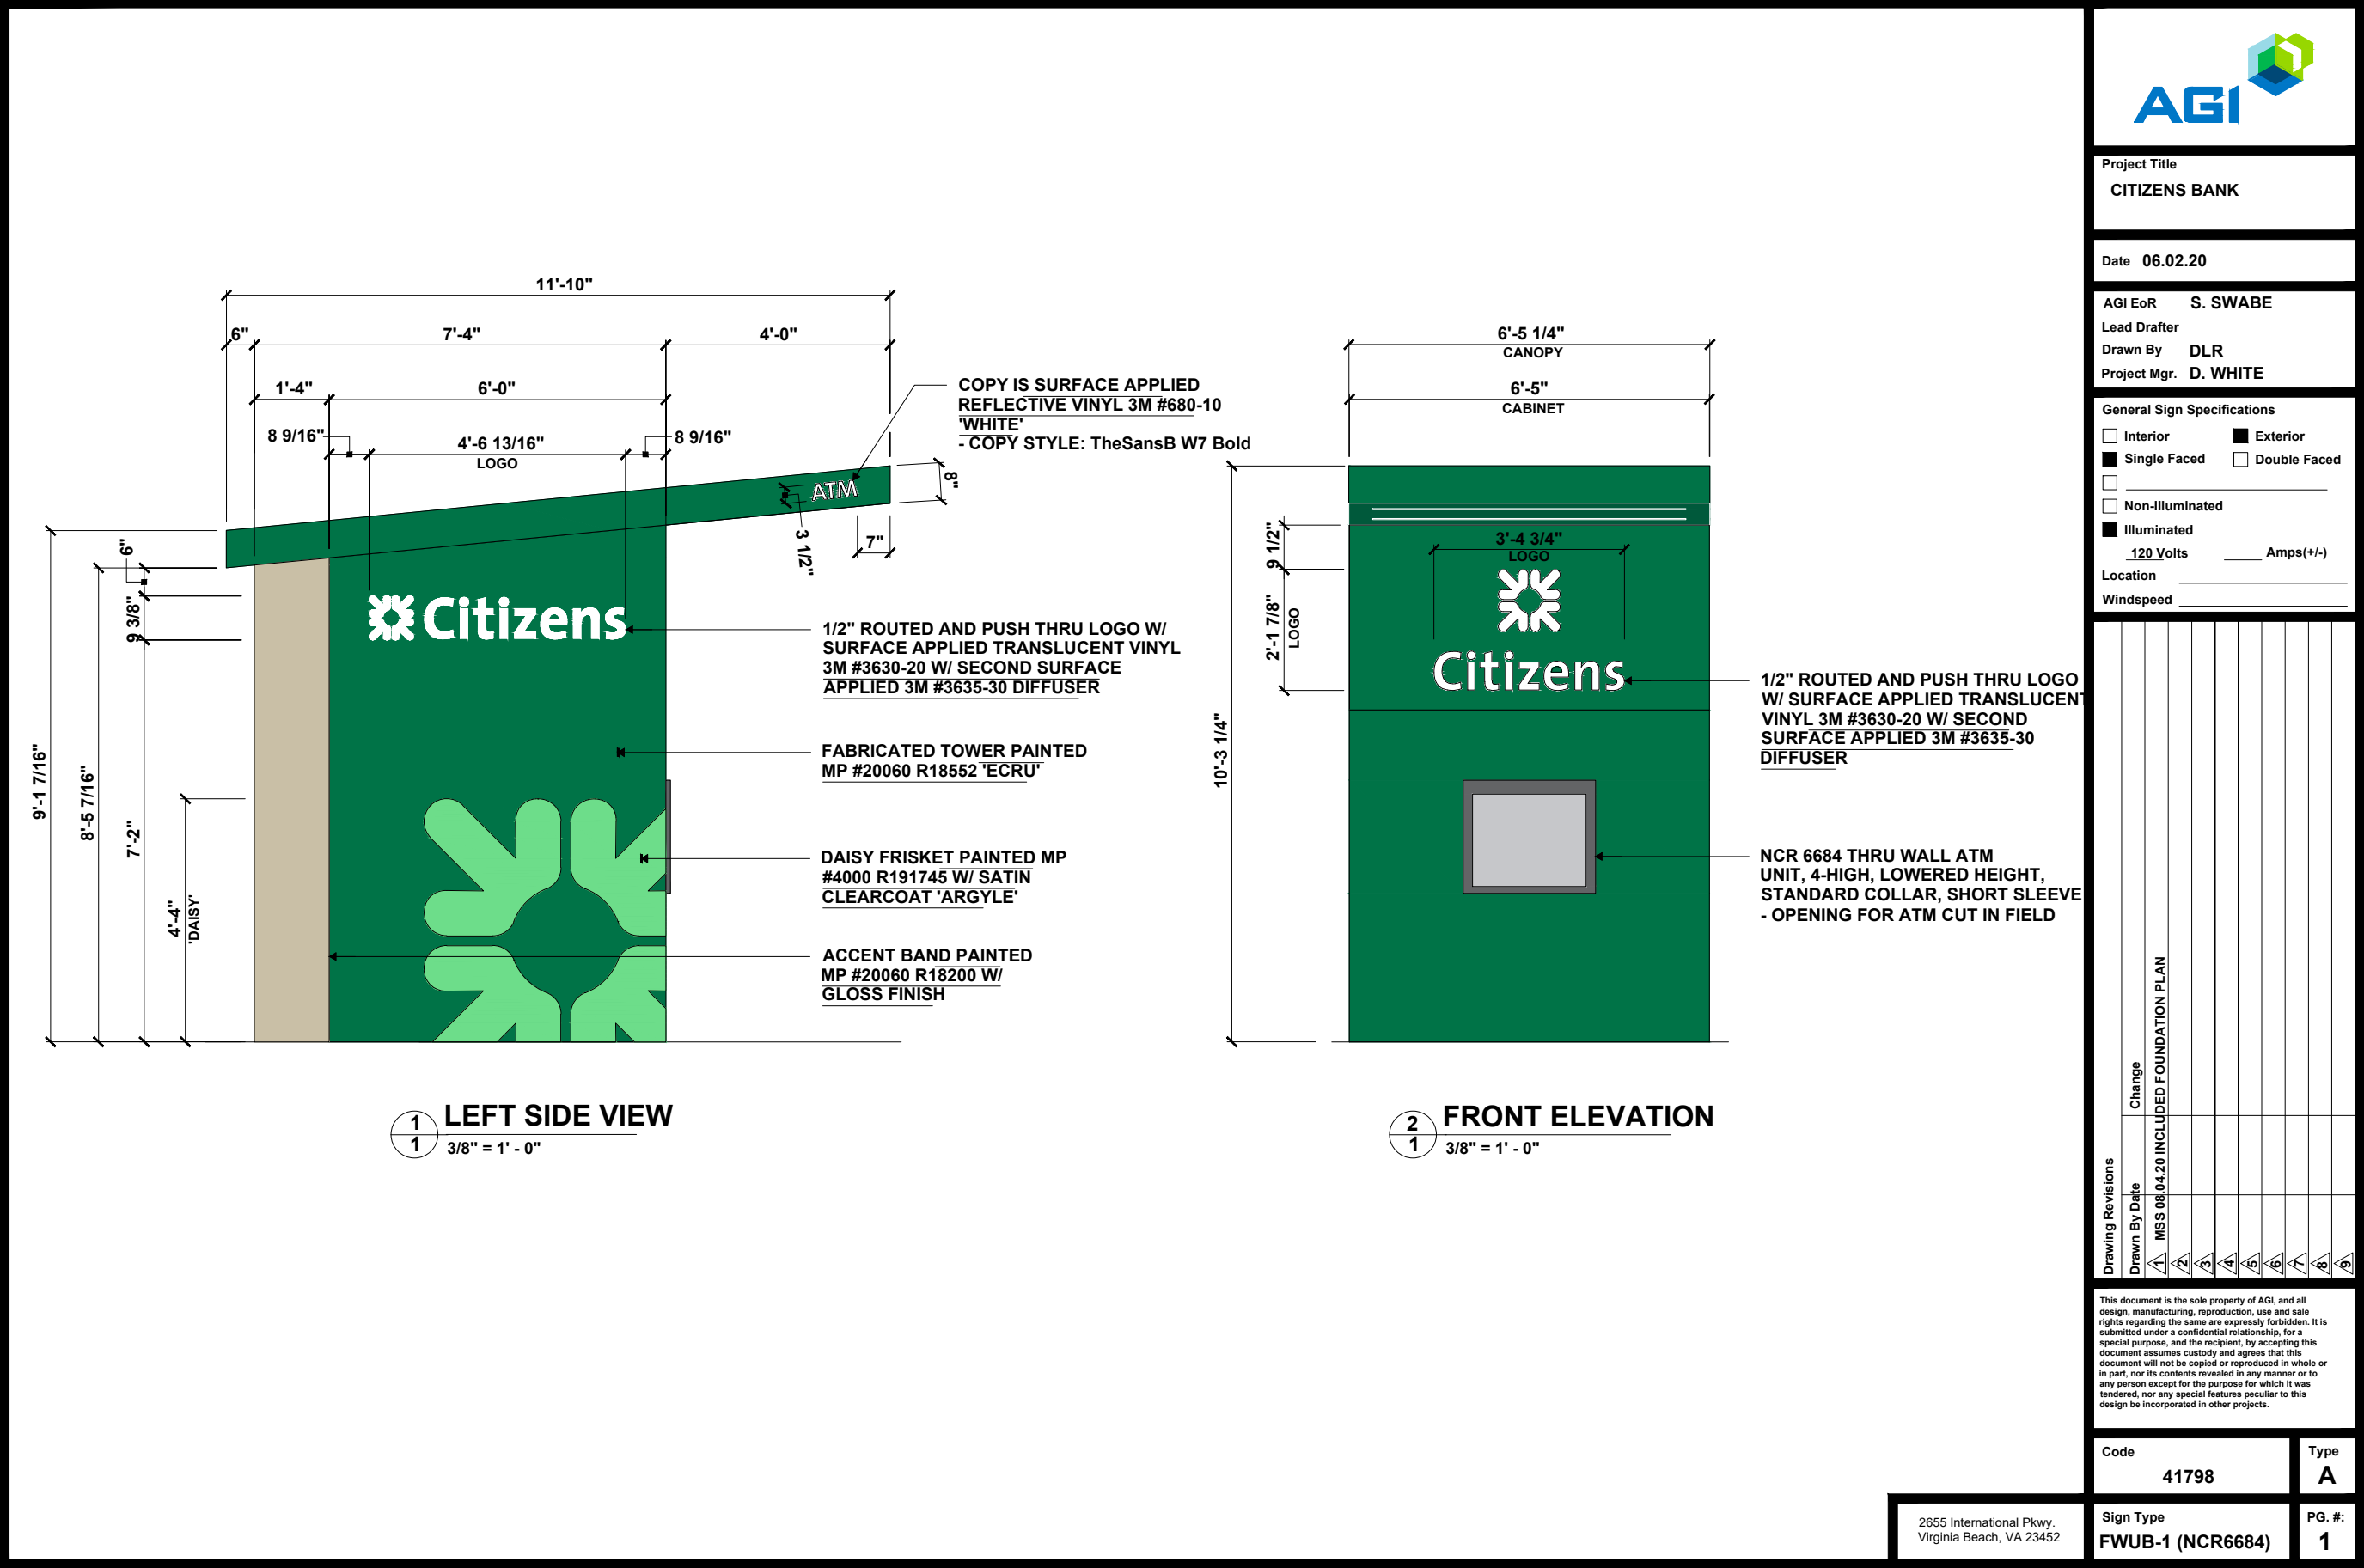 11'-10"
6"
7'-4"
4'-0"
1'-4"
6'-0"
8 9/16"
4'-6 13/16"
LOGO
8 9/16"
COPY IS SURFACE APPLIED
REFLECTIVE VINYL 3M #680-10
'WHITE'
- COPY STYLE: TheSansB W7 Bold
ATM
8"
3 1/2"
7"
6"
9 3/8"
9'-1 7/16"
8'-5 7/16"
7'-2"
4'-4"
'DAISY'
Citizens
1/2" ROUTED AND PUSH THRU LOGO W/
SURFACE APPLIED TRANSLUCENT VINYL
3M #3630-20 W/ SECOND SURFACE
APPLIED 3M #3635-30 DIFFUSER
FABRICATED TOWER PAINTED
MP #20060 R18552 'ECRU'
DAISY FRISKET PAINTED MP
#4000 R191745 W/ SATIN
CLEARCOAT 'ARGYLE'
ACCENT BAND PAINTED
MP #20060 R18200 W/
GLOSS FINISH
1
1
LEFT SIDE VIEW
3/8" = 1' - 0"
6'-5 1/4"
CANOPY
6'-5"
CABINET
9 1/2"
3'-4 3/4"
LOGO
2'-1 7/8"
LOGO
10'-3 1/4"
Citizens
1/2" ROUTED AND PUSH THRU LOGO
W/ SURFACE APPLIED TRANSLUCENT
VINYL 3M #3630-20 W/ SECOND
SURFACE APPLIED 3M #3635-30
DIFFUSER
NCR 6684 THRU WALL ATM
UNIT, 4-HIGH, LOWERED HEIGHT,
STANDARD COLLAR, SHORT SLEEVE
- OPENING FOR ATM CUT IN FIELD
2
1
FRONT ELEVATION
3/8" = 1' - 0"
AGI
Project Title
CITIZENS BANK
Date 06.02.20
AGI EoR S. SWABE
Lead Drafter
Drawn By DLR
Project Mgr. D. WHITE
General Sign Specifications
Interior Exterior
Single Faced Double Faced
Non-Illuminated
Illuminated
120 Volts Amps(+/-)
Location
Windspeed
Drawing Revisions
Drawn By Date Change
1 MSS 08.04.20 INCLUDED FOUNDATION PLAN
2
3
4
5
6
7
8
9
This document is the sole property of AGI, and all
design, manufacturing, reproduction, use and sale
rights regarding the same are expressly forbidden. It is
submitted under a confidential relationship, for a
special purpose, and the recipient, by accepting this
document assumes custody and agrees that this
document will not be copied or reproduced in whole or
in part, nor its contents revealed in any manner or to
any person except for the purpose for which it was
tendered, nor any special features peculiar to this
design be incorporated in other projects.
Code
41798
Type
A
2655 International Pkwy.
Virginia Beach, VA 23452
Sign Type
FWUB-1 (NCR6684)
PG. #:
1